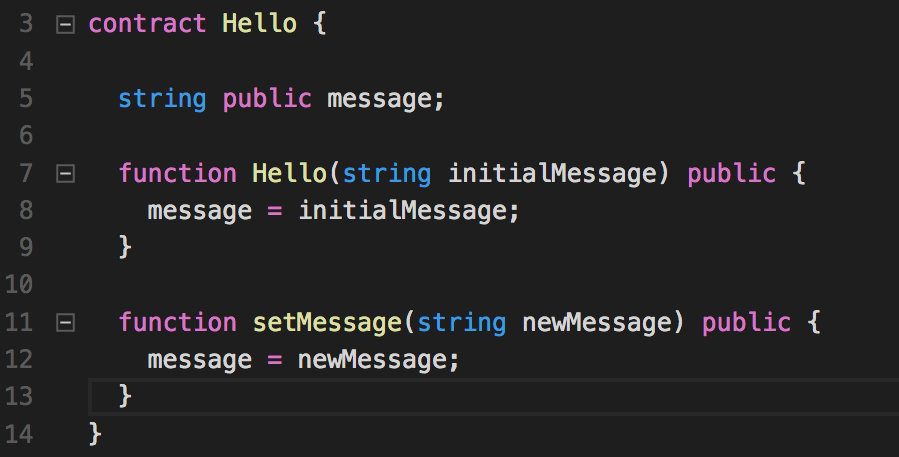 3 contract Hello {
4
5 string public message;
6
7 function Hello(string initialMessage) public {
8 message = initialMessage;
9 }
10
11 function setMessage(string newMessage) public {
12 message = newMessage;
13 }
14 }